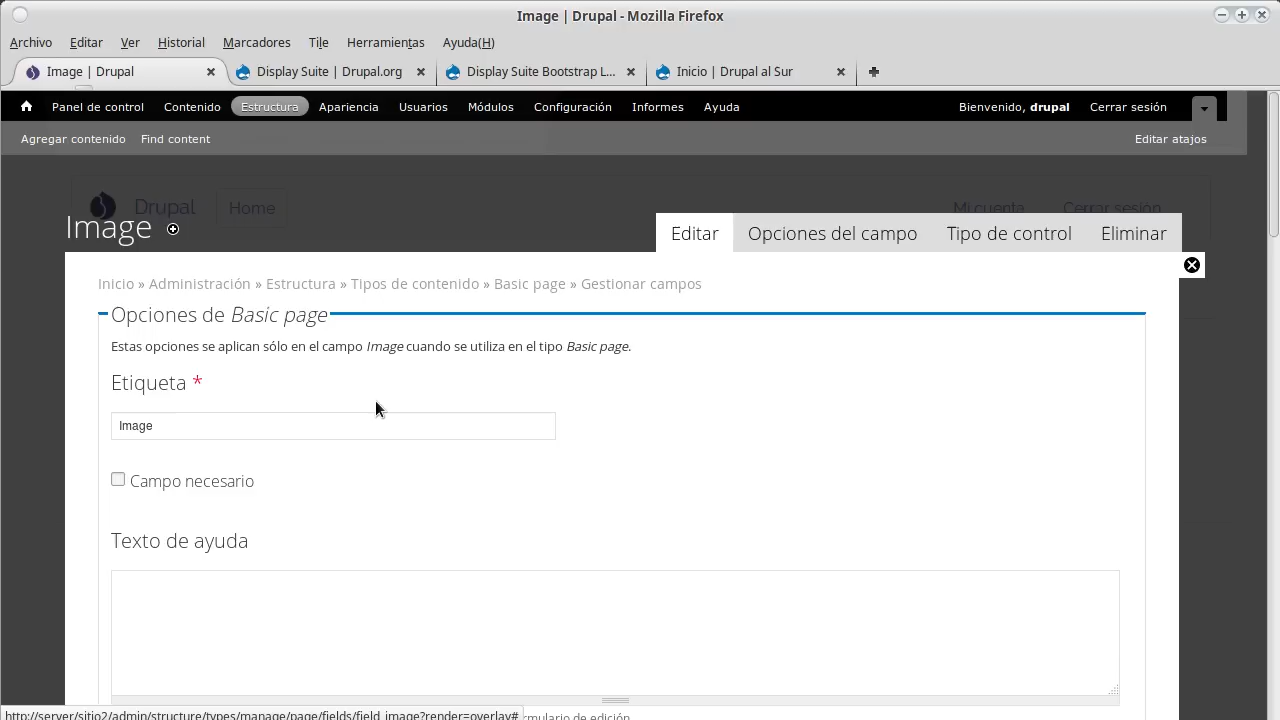 Image | Drupal - Mozilla Firefox
Archivo Editar Ver Historial Marcadores Tile Herramientas Ayuda(H)
Image | Drupal Display Suite | Drupal.org Display Suite Bootstrap L... Inicio | Drupal al Sur
Panel de control Contenido Estructura Apariencia Usuarios Módulos Configuración Informes Ayuda Bienvenido, drupal Cerrar sesión
Agregar contenido Find content Editar atajos
Drupal Home Mi cuenta Cerrar sesión
Image Editar Opciones del campo Tipo de control Eliminar
Inicio » Administración » Estructura » Tipos de contenido » Basic page » Gestionar campos
Opciones de Basic page
Estas opciones se aplican sólo en el campo Image cuando se utiliza en el tipo Basic page.
Etiqueta *
Image
Campo necesario
Texto de ayuda
http://server/sitio2/admin/structure/types/manage/page/fields/field_image?render=overlay# rmulario de edición